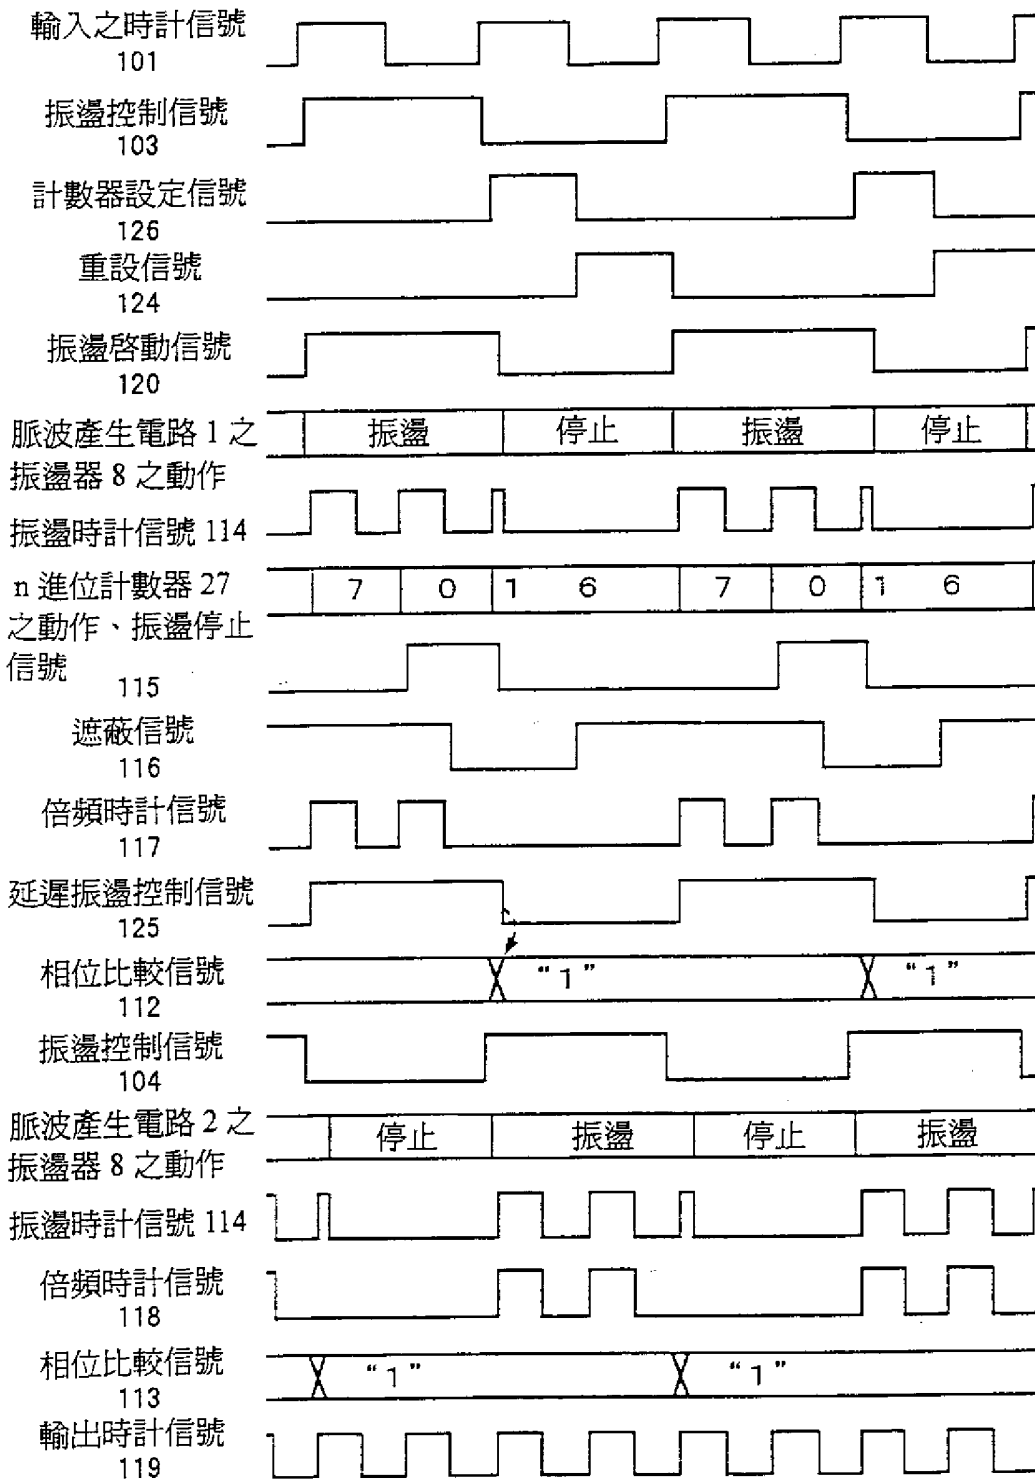 輸入之時計信號
101
振盪控制信號
103
計數器設定信號
126
重設信號
124
振盪啓動信號
120
脈波產生電路 1 之
振盪器 8 之動作
振盪 停止 振盪 停止
振盪時計信號 114
n 進位計數器 27
之動作、振盪停止
信號
7 0 1 6 7 0 1 6
115
遮蔽信號
116
倍頻時計信號
117
延遲振盪控制信號
125
相位比較信號
112
“1” “1”
振盪控制信號
104
脈波產生電路 2 之
振盪器 8 之動作
停止 振盪 停止 振盪
振盪時計信號 114
倍頻時計信號
118
相位比較信號
113
“1” “1”
輸出時計信號
119